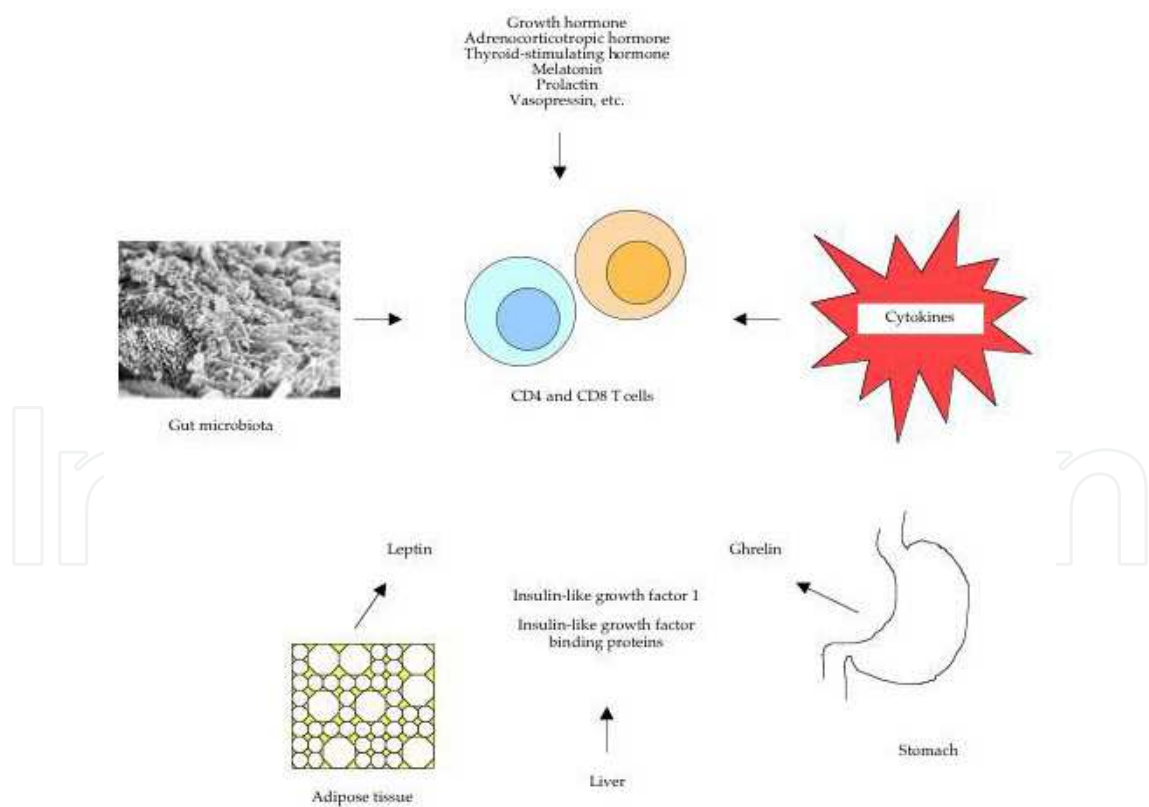 Growth hormone
Adrenocorticotropic hormone
Thyroid-stimulating hormone
Melatonin
Prolactin
Vasopressin, etc.
Cytokines
CD4 and CD8 T cells
Gut microbiota
Leptin
Ghrelin
Insulin-like growth factor 1
Insulin-like growth factor
binding proteins
Stomach
Liver
Adipose tissue